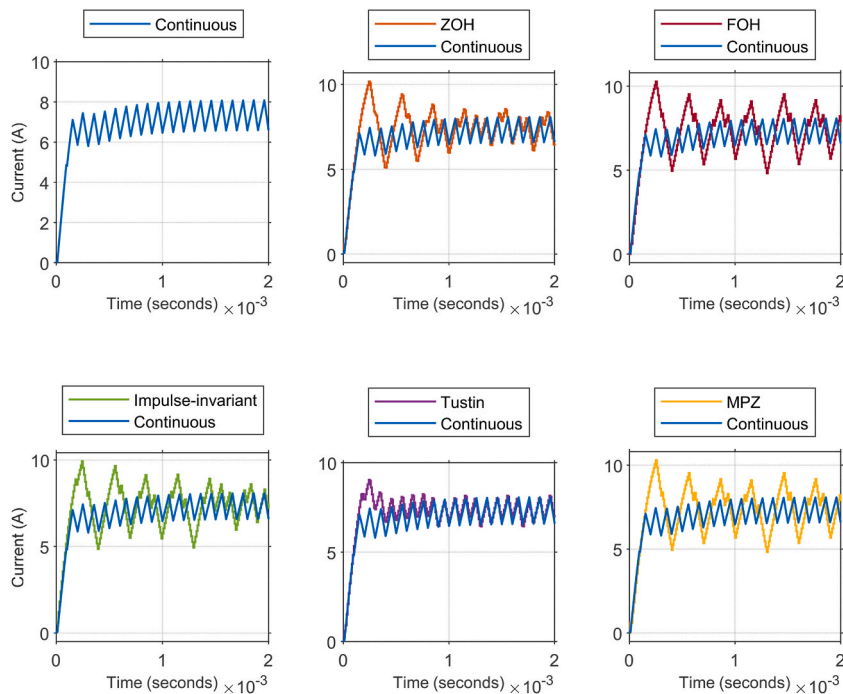 Continuous
ZOH
Continuous
FOH
Continuous
10
8
6
4
2
0
Current (A)
0 1 2
Time (seconds) ×10-3
10
5
0
0 1 2
Time (seconds) ×10-3
10
5
0
0 1 2
Time (seconds) ×10-3
Impulse-invariant
Continuous
Tustin
Continuous
MPZ
Continuous
10
5
0
Current (A)
0 1 2
Time (seconds) ×10-3
10
5
0
0 1 2
Time (seconds) ×10-3
10
5
0
0 1 2
Time (seconds) ×10-3